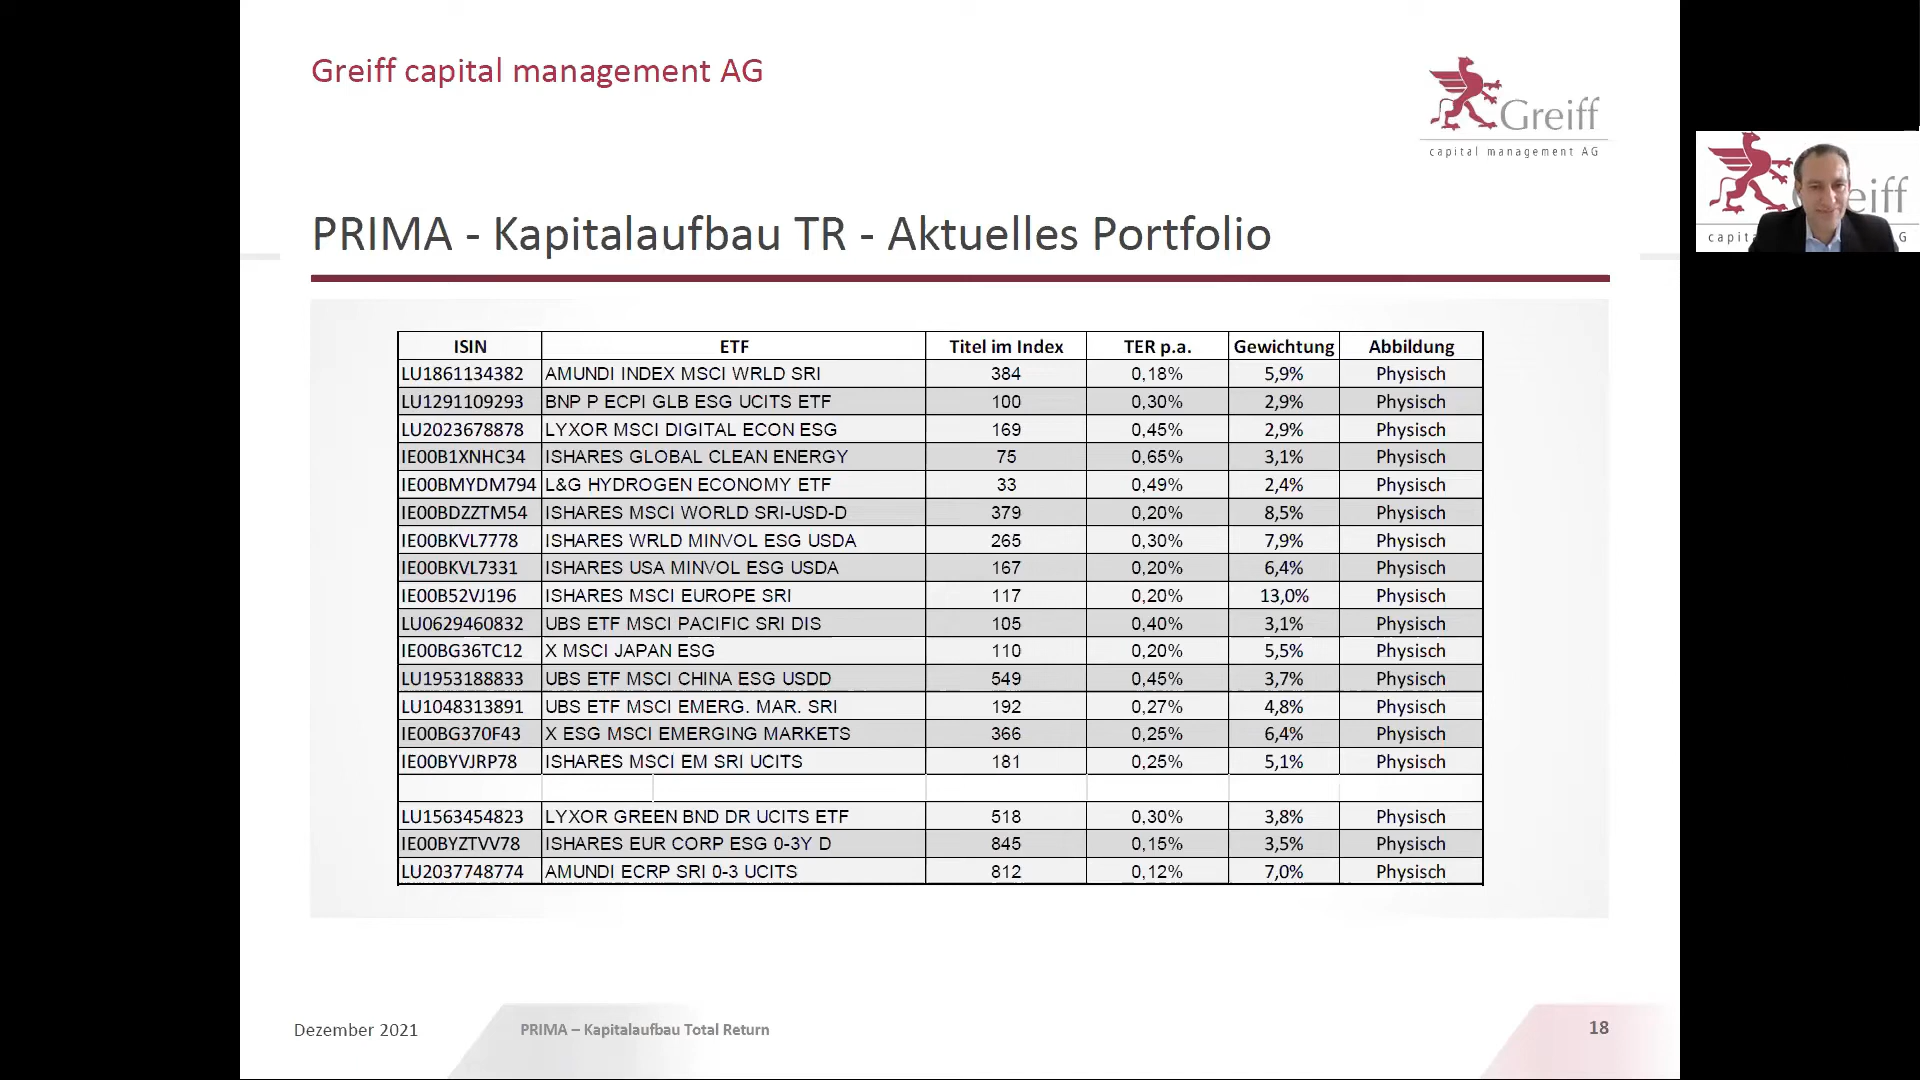 Greiff capital management AG
Greiff
capital management AG
PRIMA - Kapitalaufbau TR - Aktuelles Portfolio
ISIN ETF Titel im Index TER p.a. Gewichtung Abbildung
LU1861134382 AMUNDI INDEX MSCI WRLD SRI 384 0,18% 5,9% Physisch
LU1291109293 BNP P ECPI GLB ESG UCITS ETF 100 0,30% 2,9% Physisch
LU2023678878 LYXOR MSCI DIGITAL ECON ESG 169 0,45% 2,9% Physisch
IE00B1XNHC34 ISHARES GLOBAL CLEAN ENERGY 75 0,65% 3,1% Physisch
IE00BMYDM794 L&G HYDROGEN ECONOMY ETF 33 0,49% 2,4% Physisch
IE00BDZZTM54 ISHARES MSCI WORLD SRI-USD-D 379 0,20% 8,5% Physisch
IE00BKVL7778 ISHARES WRLD MINVOL ESG USDA 265 0,30% 7,9% Physisch
IE00BKVL7331 ISHARES USA MINVOL ESG USDA 167 0,20% 6,4% Physisch
IE00B52VJ196 ISHARES MSCI EUROPE SRI 117 0,20% 13,0% Physisch
LU0629460832 UBS ETF MSCI PACIFIC SRI DIS 105 0,40% 3,1% Physisch
IE00BG36TC12 X MSCI JAPAN ESG 110 0,20% 5,5% Physisch
LU1953188833 UBS ETF MSCI CHINA ESG USDD 549 0,45% 3,7% Physisch
LU1048313891 UBS ETF MSCI EMERG. MAR. SRI 192 0,27% 4,8% Physisch
IE00BG370F43 X ESG MSCI EMERGING MARKETS 366 0,25% 6,4% Physisch
IE00BYVJRP78 ISHARES MSCI EM SRI UCITS 181 0,25% 5,1% Physisch
LU1563454823 LYXOR GREEN BND DR UCITS ETF 518 0,30% 3,8% Physisch
IE00BYZTVV78 ISHARES EUR CORP ESG 0-3Y D 845 0,15% 3,5% Physisch
LU2037748774 AMUNDI ECRP SRI 0-3 UCITS 812 0,12% 7,0% Physisch
Dezember 2021 PRIMA – Kapitalaufbau Total Return 18
eiff
capit G